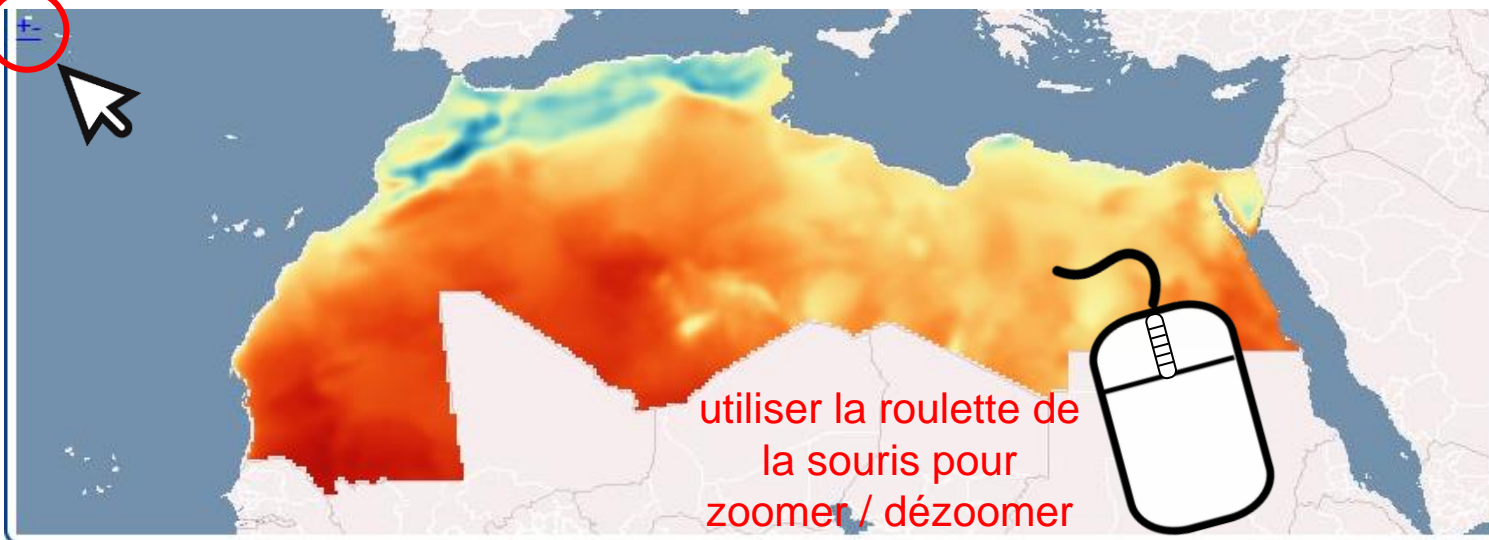 +-
utiliser la roulette de
la souris pour
zoomer / dézoomer